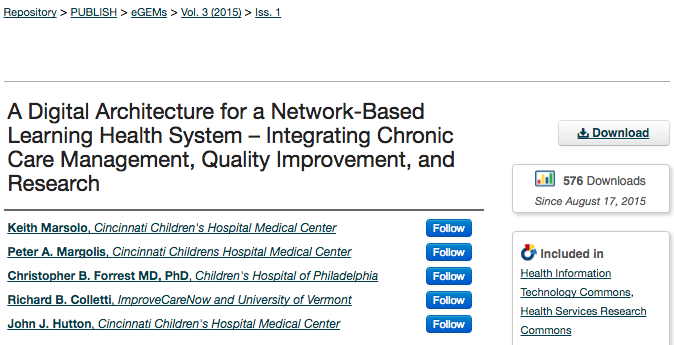 Repository > PUBLISH > eGEMs > Vol. 3 (2015) > Iss. 1
A Digital Architecture for a Network-Based
Learning Health System – Integrating Chronic
Care Management, Quality Improvement, and
Research
Keith Marsolo, Cincinnati Children's Hospital Medical Center
Follow
Peter A. Margolis, Cincinnati Childrens Hospital Medical Center
Follow
Christopher B. Forrest MD, PhD, Children's Hospital of Philadelphia
Follow
Richard B. Colletti, ImproveCareNow and University of Vermont
Follow
John J. Hutton, Cincinnati Children's Hospital Medical Center
Follow
Download
576 Downloads
Since August 17, 2015
Included in
Health Information
Technology Commons,
Health Services Research
Commons